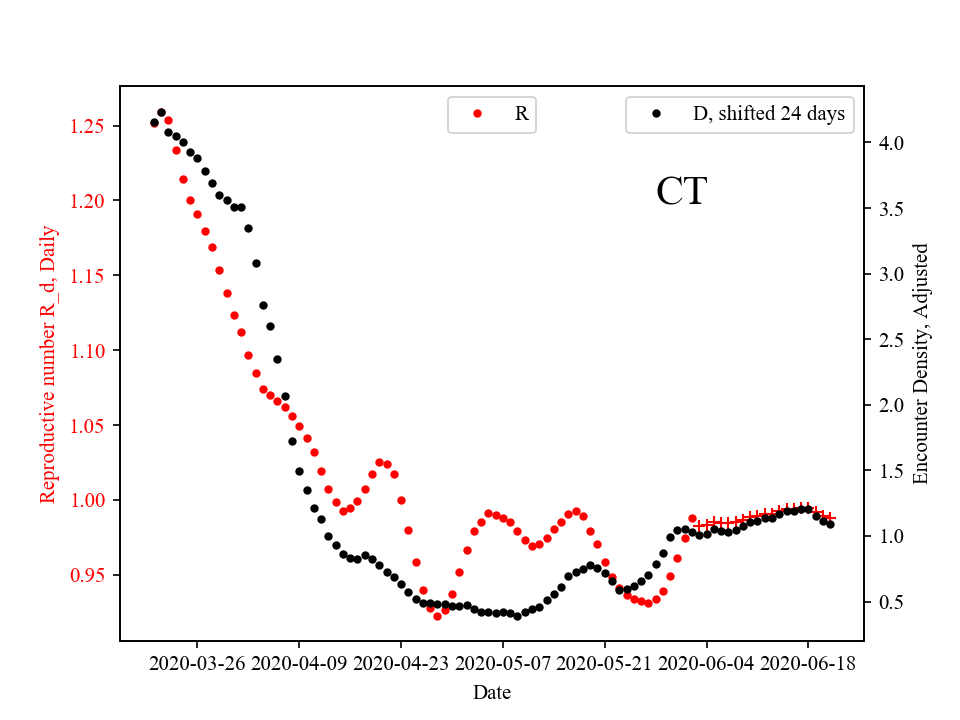 R
D, shifted 24 days
CT
Reproductive number R_d, Daily
1.25
1.20
1.15
1.10
1.05
1.00
0.95
4.0
3.5
3.0
2.5
2.0
1.5
1.0
0.5
Encounter Density, Adjusted
2020-03-26 2020-04-09 2020-04-23 2020-05-07 2020-05-21 2020-06-04 2020-06-18
Date